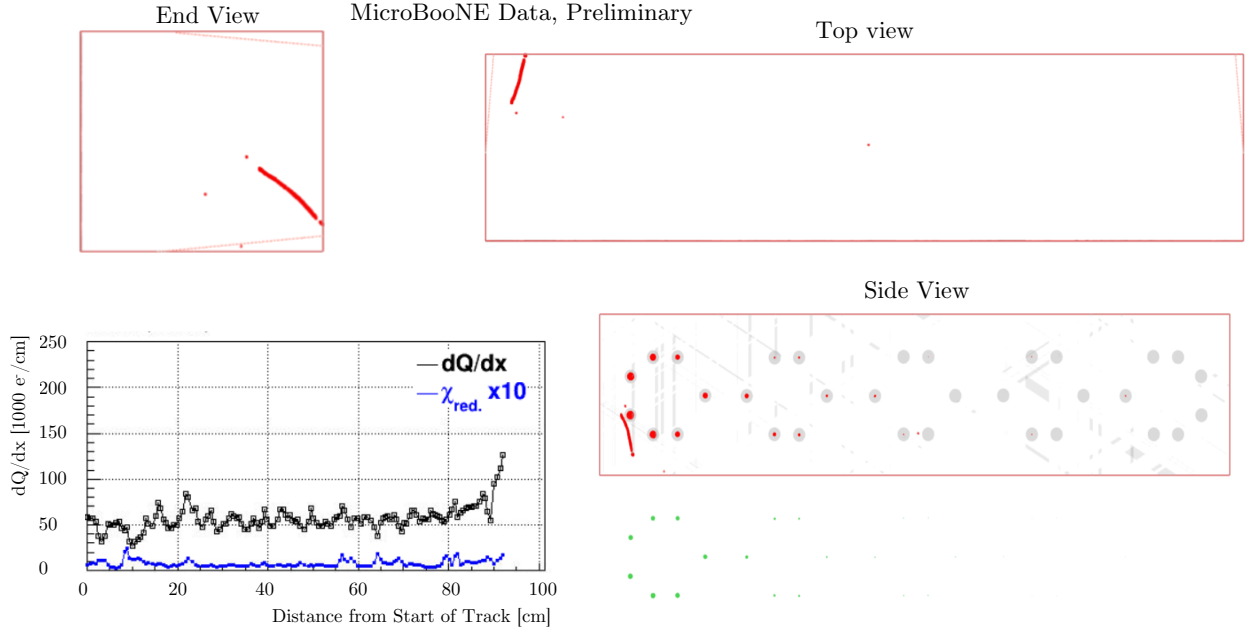 End View
MicroBooNE Data, Preliminary
Top view
Side View
dQ/dx [1000 e⁻/cm]
250
200
150
100
50
0
dQ/dx
χred. x10
0 20 40 60 80 100
Distance from Start of Track [cm]